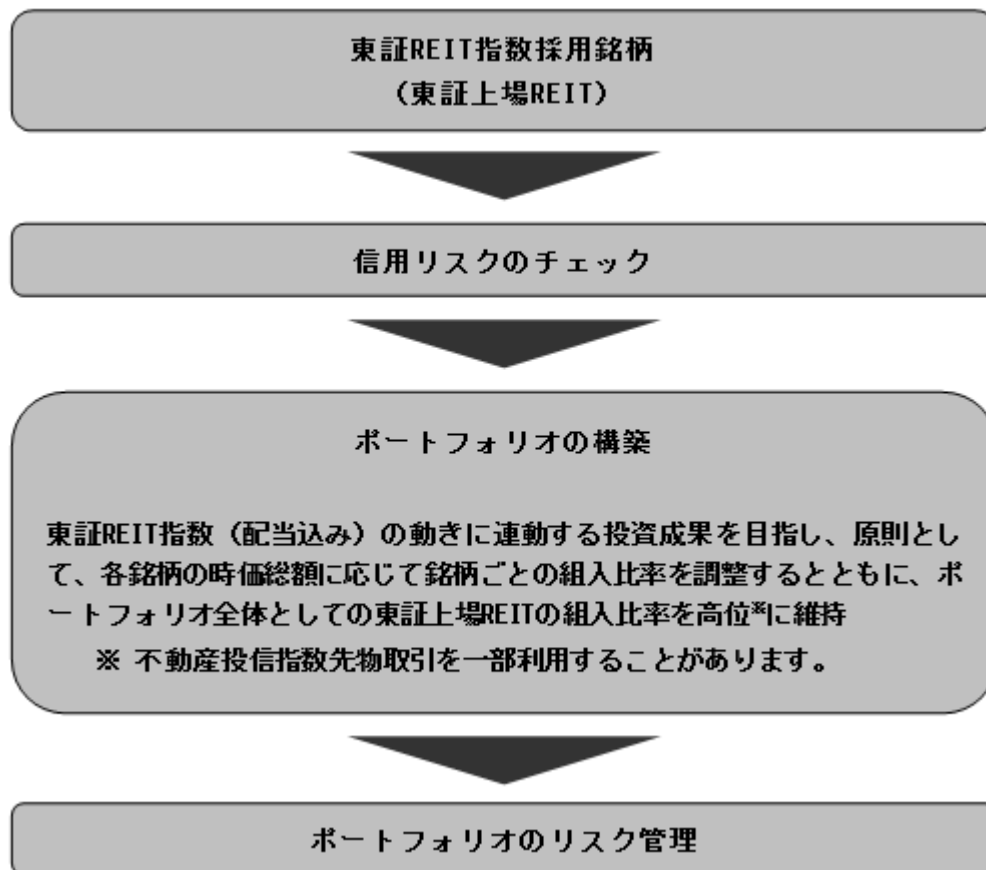 東証REIT指数採用銘柄
(東証上場REIT)
信用リスクのチェック
ポートフォリオの構築
東証REIT指数（配当込み）の動きに連動する投資成果を目指し、原則とし
て、各銘柄の時価総額に応じて銘柄ごとの組入比率を調整するとともに、ポ
ートフォリオ全体としての東証上場REITの組入比率を高位※に維持
※ 不動産投信指数先物取引を一部利用することがあります。
ポートフォリオのリスク管理